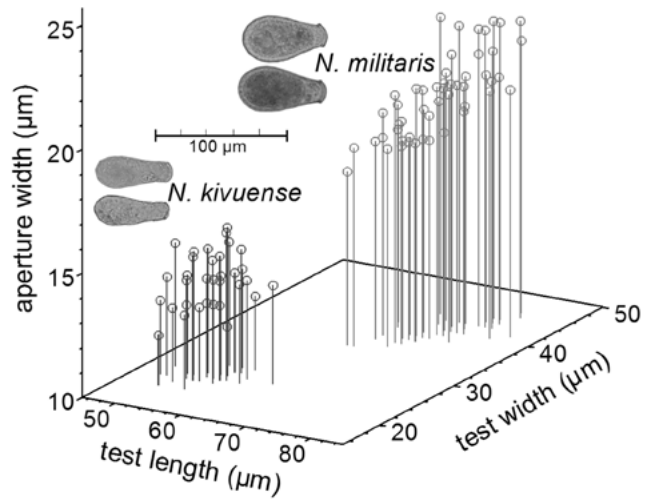 25
20
15
10
aperture width (µm)
N. militaris
100 µm
N. kivuense
50
60
70
80
test length (µm)
20
30
40
50
test width (µm)